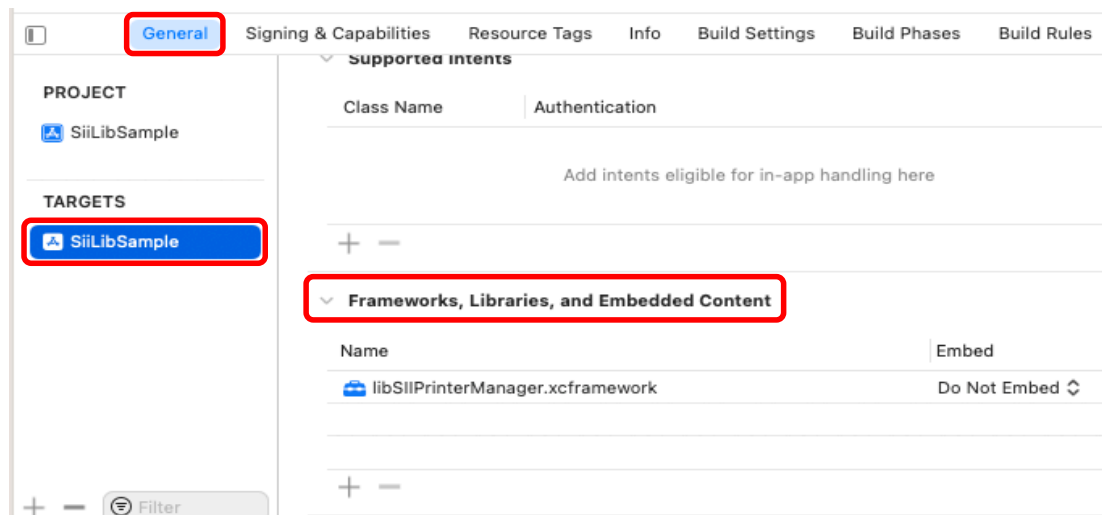 General Signing & Capabilities Resource Tags Info Build Settings Build Phases Build Rules
PROJECT
SiiLibSample
TARGETS
SiiLibSample
Filter
Supported Intents
Class Name Authentication
Add intents eligible for in-app handling here
Frameworks, Libraries, and Embedded Content
Name Embed
libSIIPrinterManager.xcframework Do Not Embed